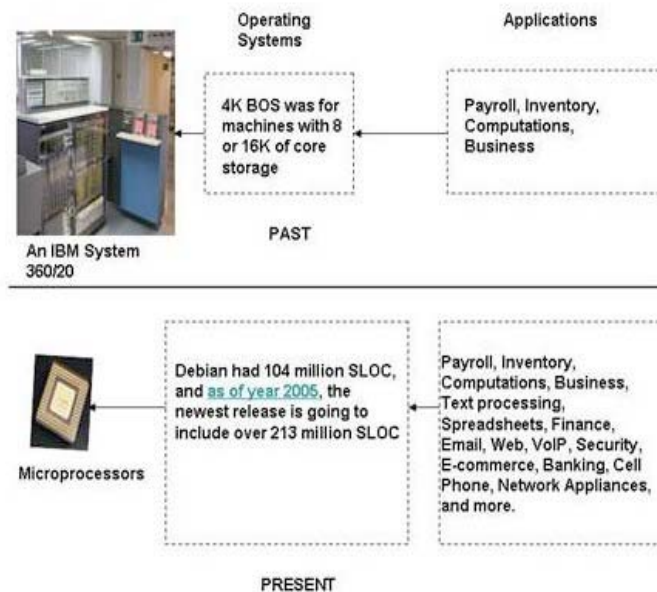 Operating
Systems
Applications
4K BOS was for
machines with 8
or 16K of core
storage
Payroll, Inventory,
Computations,
Business
An IBM System
360/20
PAST
Debian had 104 million SLOC,
and as of year 2005, the
newest release is going to
include over 213 million SLOC
Payroll, Inventory,
Computations, Business,
Text processing,
Spreadsheets, Finance,
Email, Web, VoIP, Security,
E-commerce, Banking, Cell
Phone, Network Appliances,
and more.
Microprocessors
PRESENT